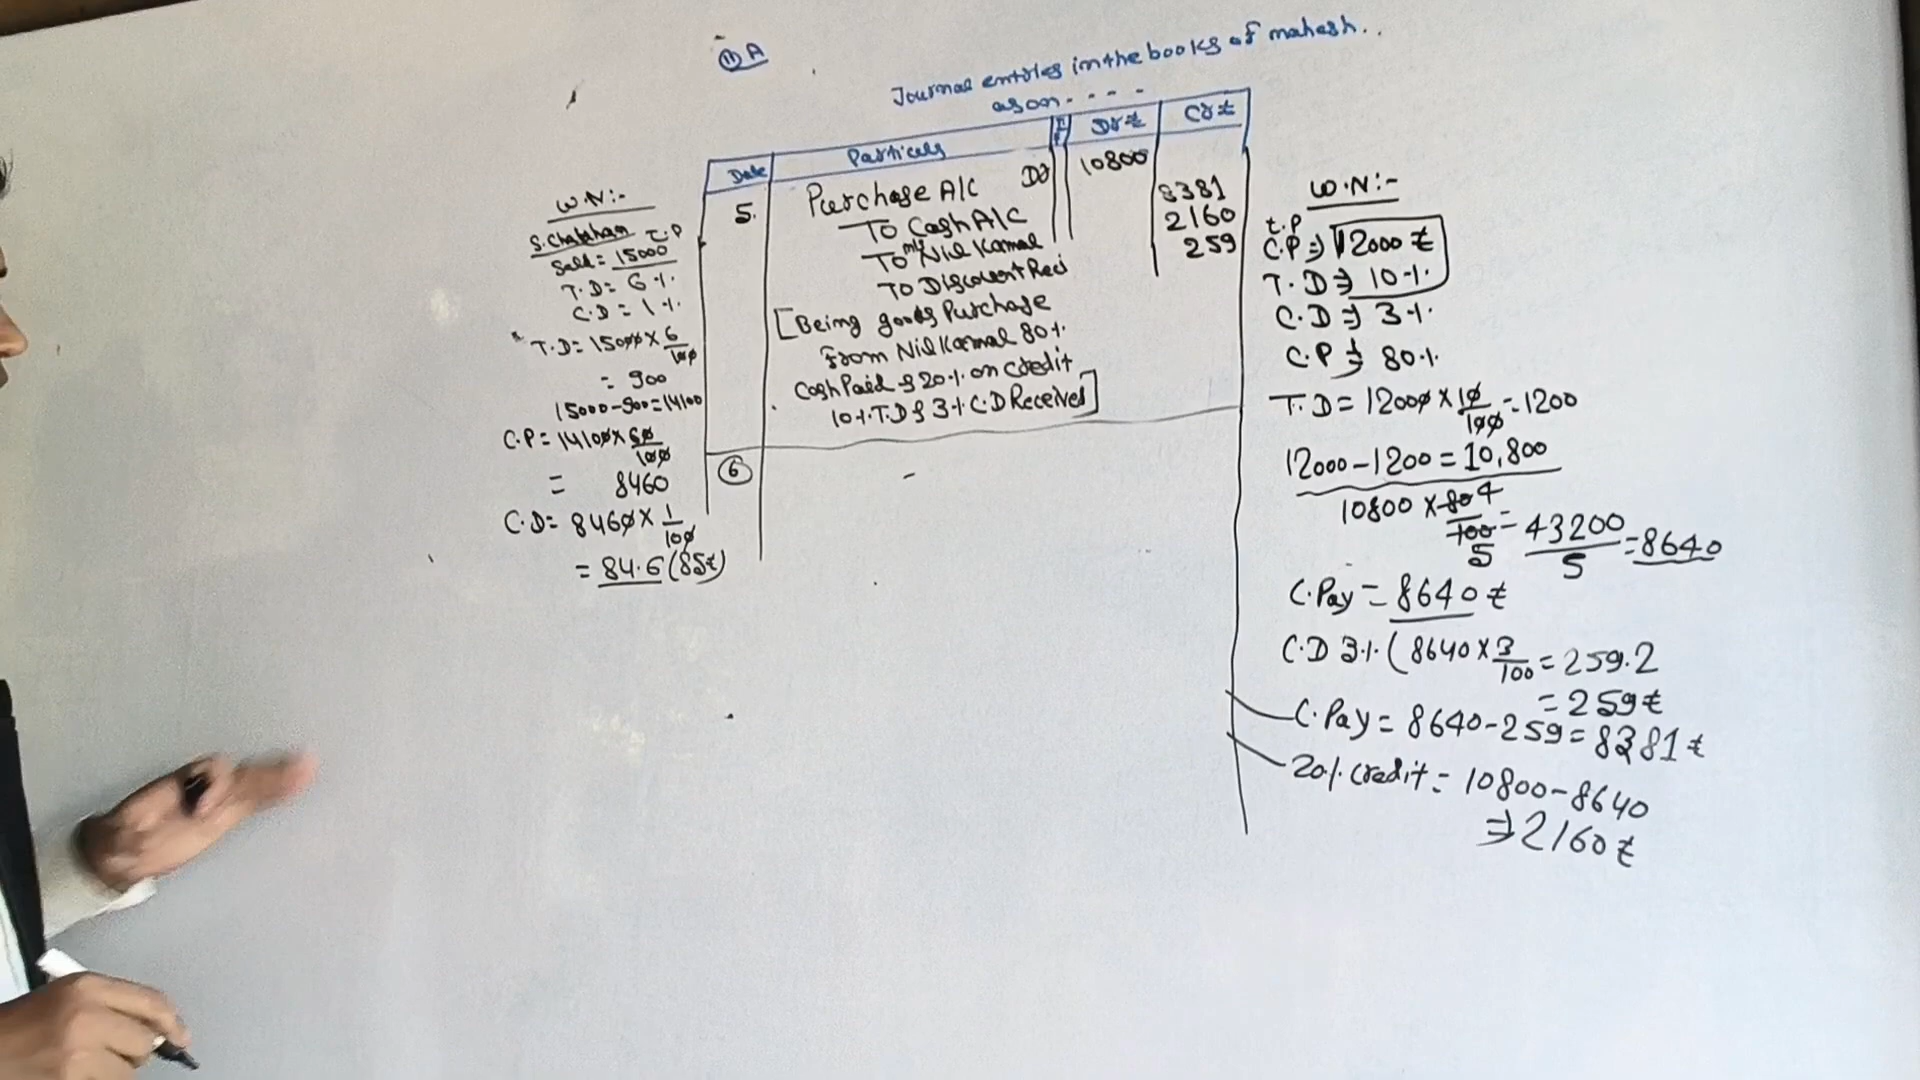 11 A
Journal entries in the books of mahesh..
as on - - - -
Date Particuls Dr ₹ Cr ₹
5. Purchase A/C Dr 10800
To Cash A/C 8381
To m/s Nil Kamal 2160
To Discount Reci 259
[Being goods Purchase
from Nil Kamal 80%
Cash Paid & 20% on credit
10% T.D & 3% C.D Received]
6
W.N:-
S. T.P
Sold = 15000
T.D = 6%
C.D = 1%
T.D = 15000 × 6/100
= 900
15000-900=14100
C.P = 14100 × 60/100
= 8460
C.D = 8460 × 1/100
= 84.6 (85₹)
W.N:-
t.P
C.P ⇒ 12000 ₹
T.D ⇒ 10%
C.D ⇒ 3%
C.P ⇒ 80%
T.D = 12000 × 10/100 = 1200
12000-1200 = 10,800
10800 × 80 4/100 5 = 43200/5 = 8640
C.Pay = 8640 ₹
C.D 3% ( 8640 × 3/100 = 259.2
= 259₹
C.Pay = 8640-259 = 8381₹
20% credit = 10800-8640
⇒ 2160₹